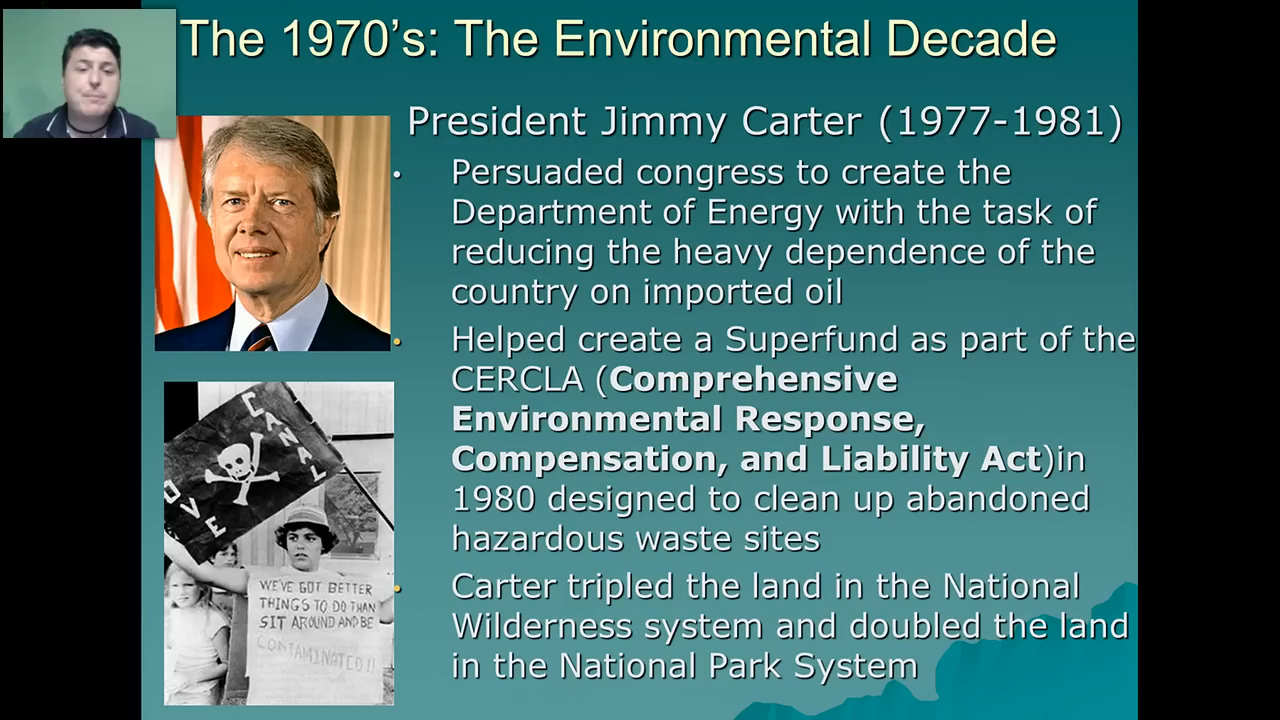 The 1970's: The Environmental Decade
President Jimmy Carter (1977-1981)
Persuaded congress to create the
Department of Energy with the task of
reducing the heavy dependence of the
country on imported oil
Helped create a Superfund as part of the
CERCLA (Comprehensive
Environmental Response,
Compensation, and Liability Act)in
1980 designed to clean up abandoned
hazardous waste sites
Carter tripled the land in the National
Wilderness system and doubled the land
in the National Park System
OVE
CANAL
WE'VE GOT BETTER
THINGS TO DO THAN
SIT AROUND AND BE
CONTAMINATED!!